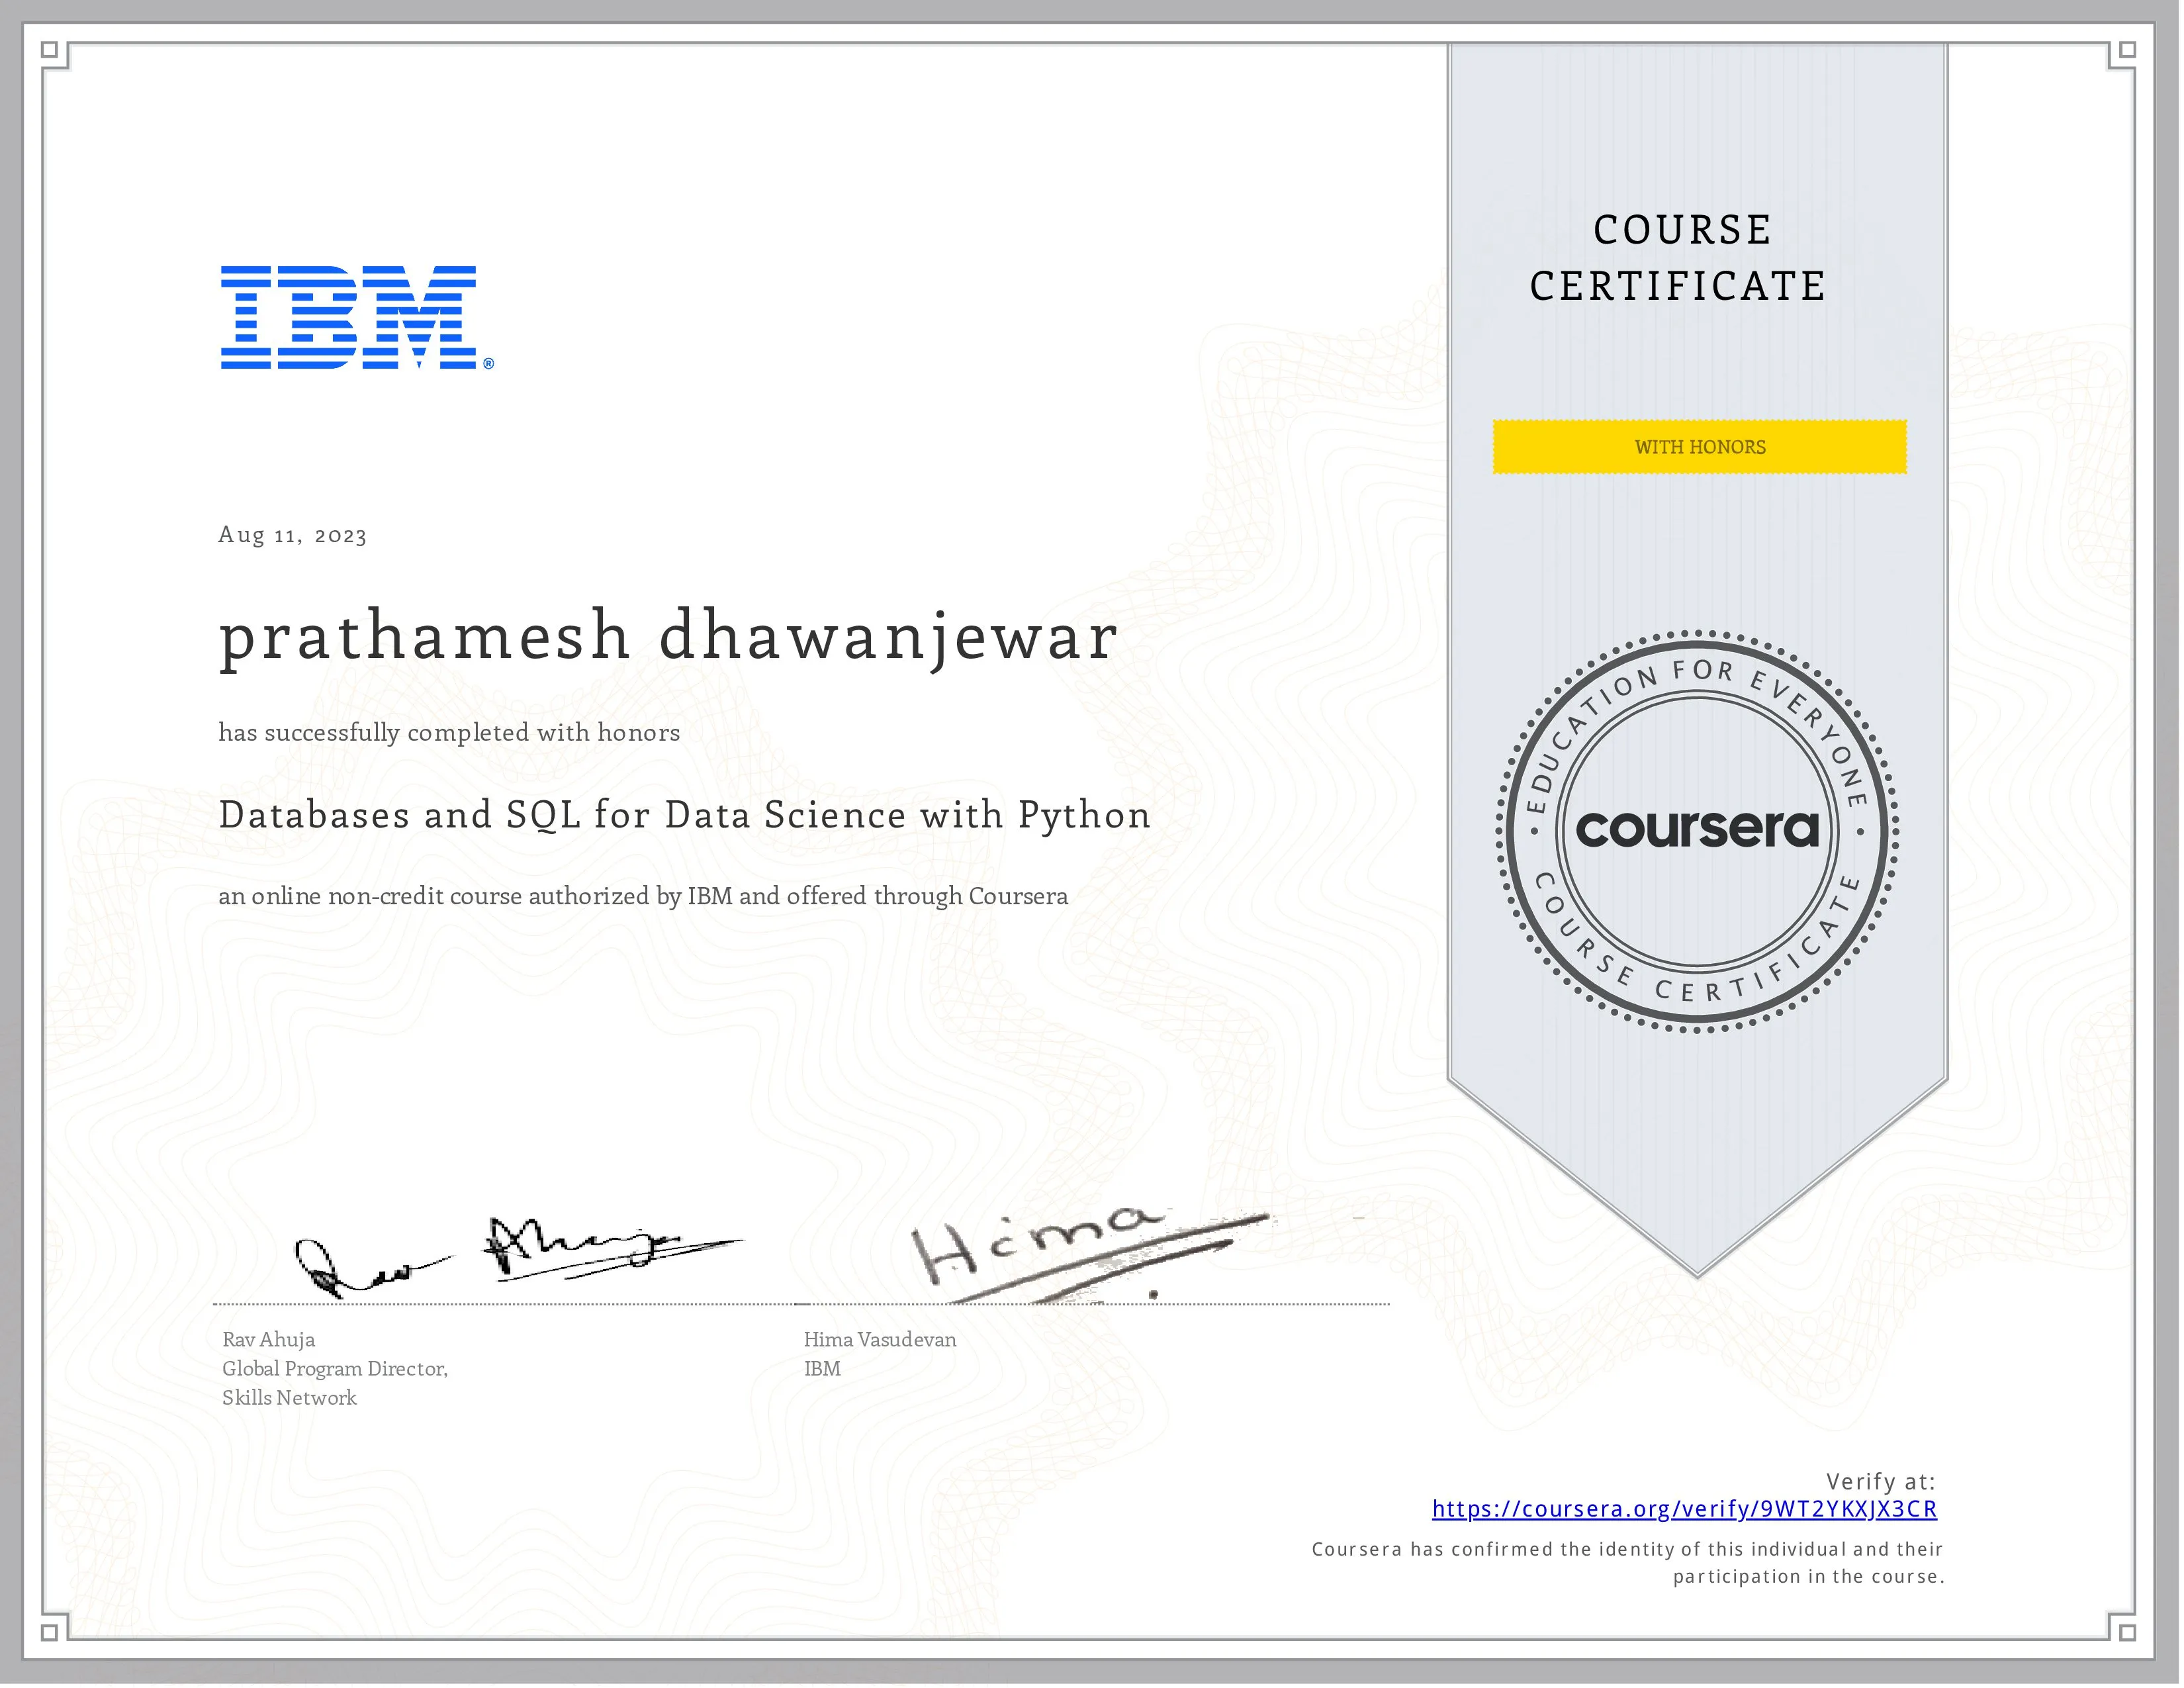 IBM®
COURSE
CERTIFICATE
WITH HONORS
Aug 11, 2023
prathamesh dhawanjewar
has successfully completed with honors
Databases and SQL for Data Science with Python
an online non-credit course authorized by IBM and offered through Coursera
EDUCATION FOR EVERYONE
coursera
COURSE CERTIFICATE
Hima
Rav Ahuja
Global Program Director,
Skills Network
Hima Vasudevan
IBM
Verify at:
https://coursera.org/verify/9WT2YKXJX3CR
Coursera has confirmed the identity of this individual and their
participation in the course.